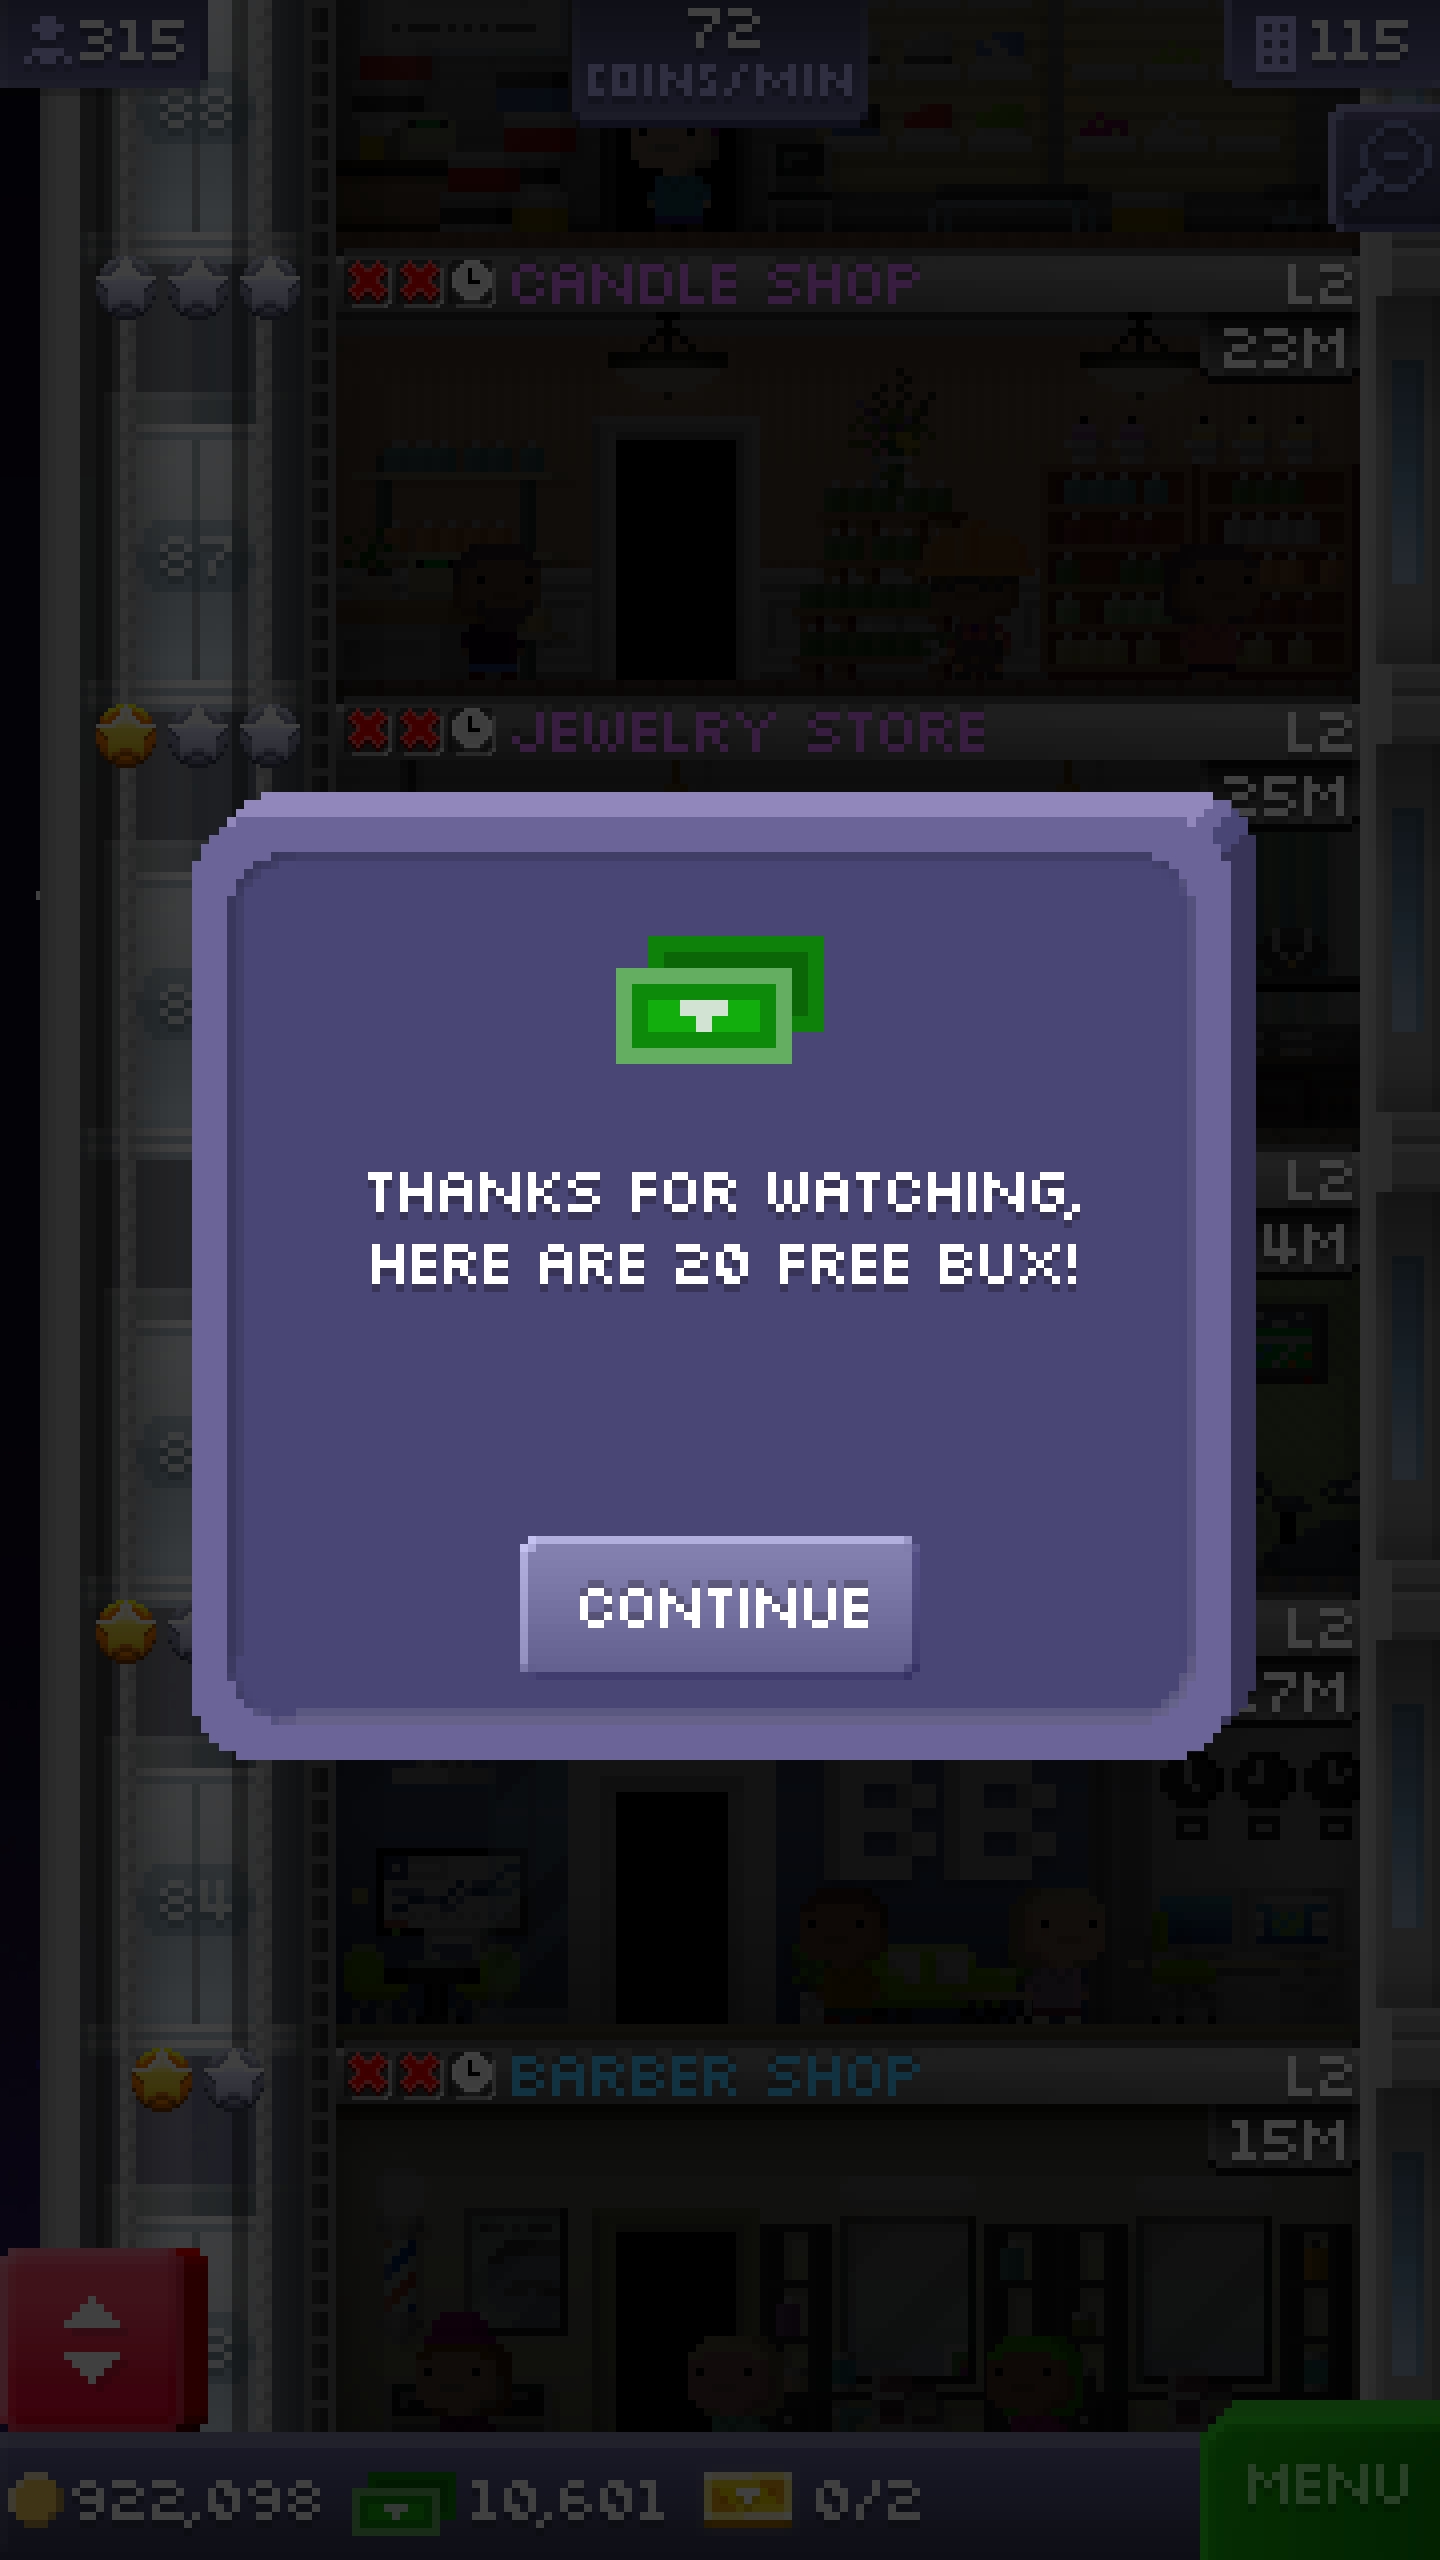 315
72
COINS/MIN
115
88
CANDLE SHOP
L2
23M
87
JEWELRY STORE
L2
25M
THANKS FOR WATCHING,
HERE ARE 20 FREE BUX!
L2
4M
CONTINUE
L2
7M
84
BARBER SHOP
L2
15M
922,098
10,601
0/2
MENU